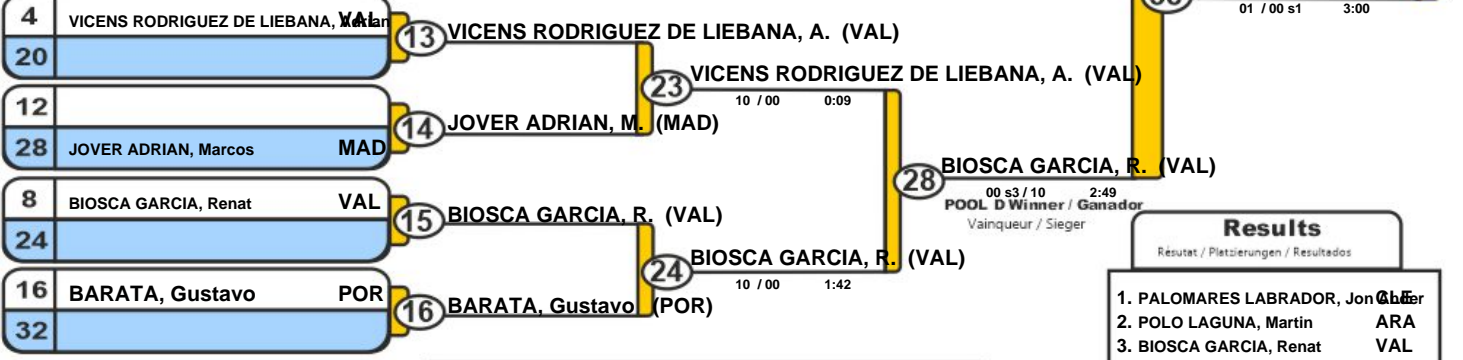 4 VICENS RODRIGUEZ DE LIEBANA, Adrian VAL
20
13 VICENS RODRIGUEZ DE LIEBANA, A. (VAL)
12
28 JOVER ADRIAN, Marcos MAD
14 JOVER ADRIAN, M. (MAD)
23 VICENS RODRIGUEZ DE LIEBANA, A. (VAL)
10 / 00 0:09
8 BIOSCA GARCIA, Renat VAL
24
15 BIOSCA GARCIA, R. (VAL)
16 BARATA, Gustavo POR
32
16 BARATA, Gustavo (POR)
24 BIOSCA GARCIA, R. (VAL)
10 / 00 1:42
28 BIOSCA GARCIA, R. (VAL)
00 s3 / 10 2:49
POOL D Winner / Ganador
Vainqueur / Sieger
01 / 00 s1 3:00
Results
Résutat / Platzierungen / Resultados
1. PALOMARES LABRADOR, Jon Ander CLE
2. POLO LAGUNA, Martin ARA
3. BIOSCA GARCIA, Renat VAL